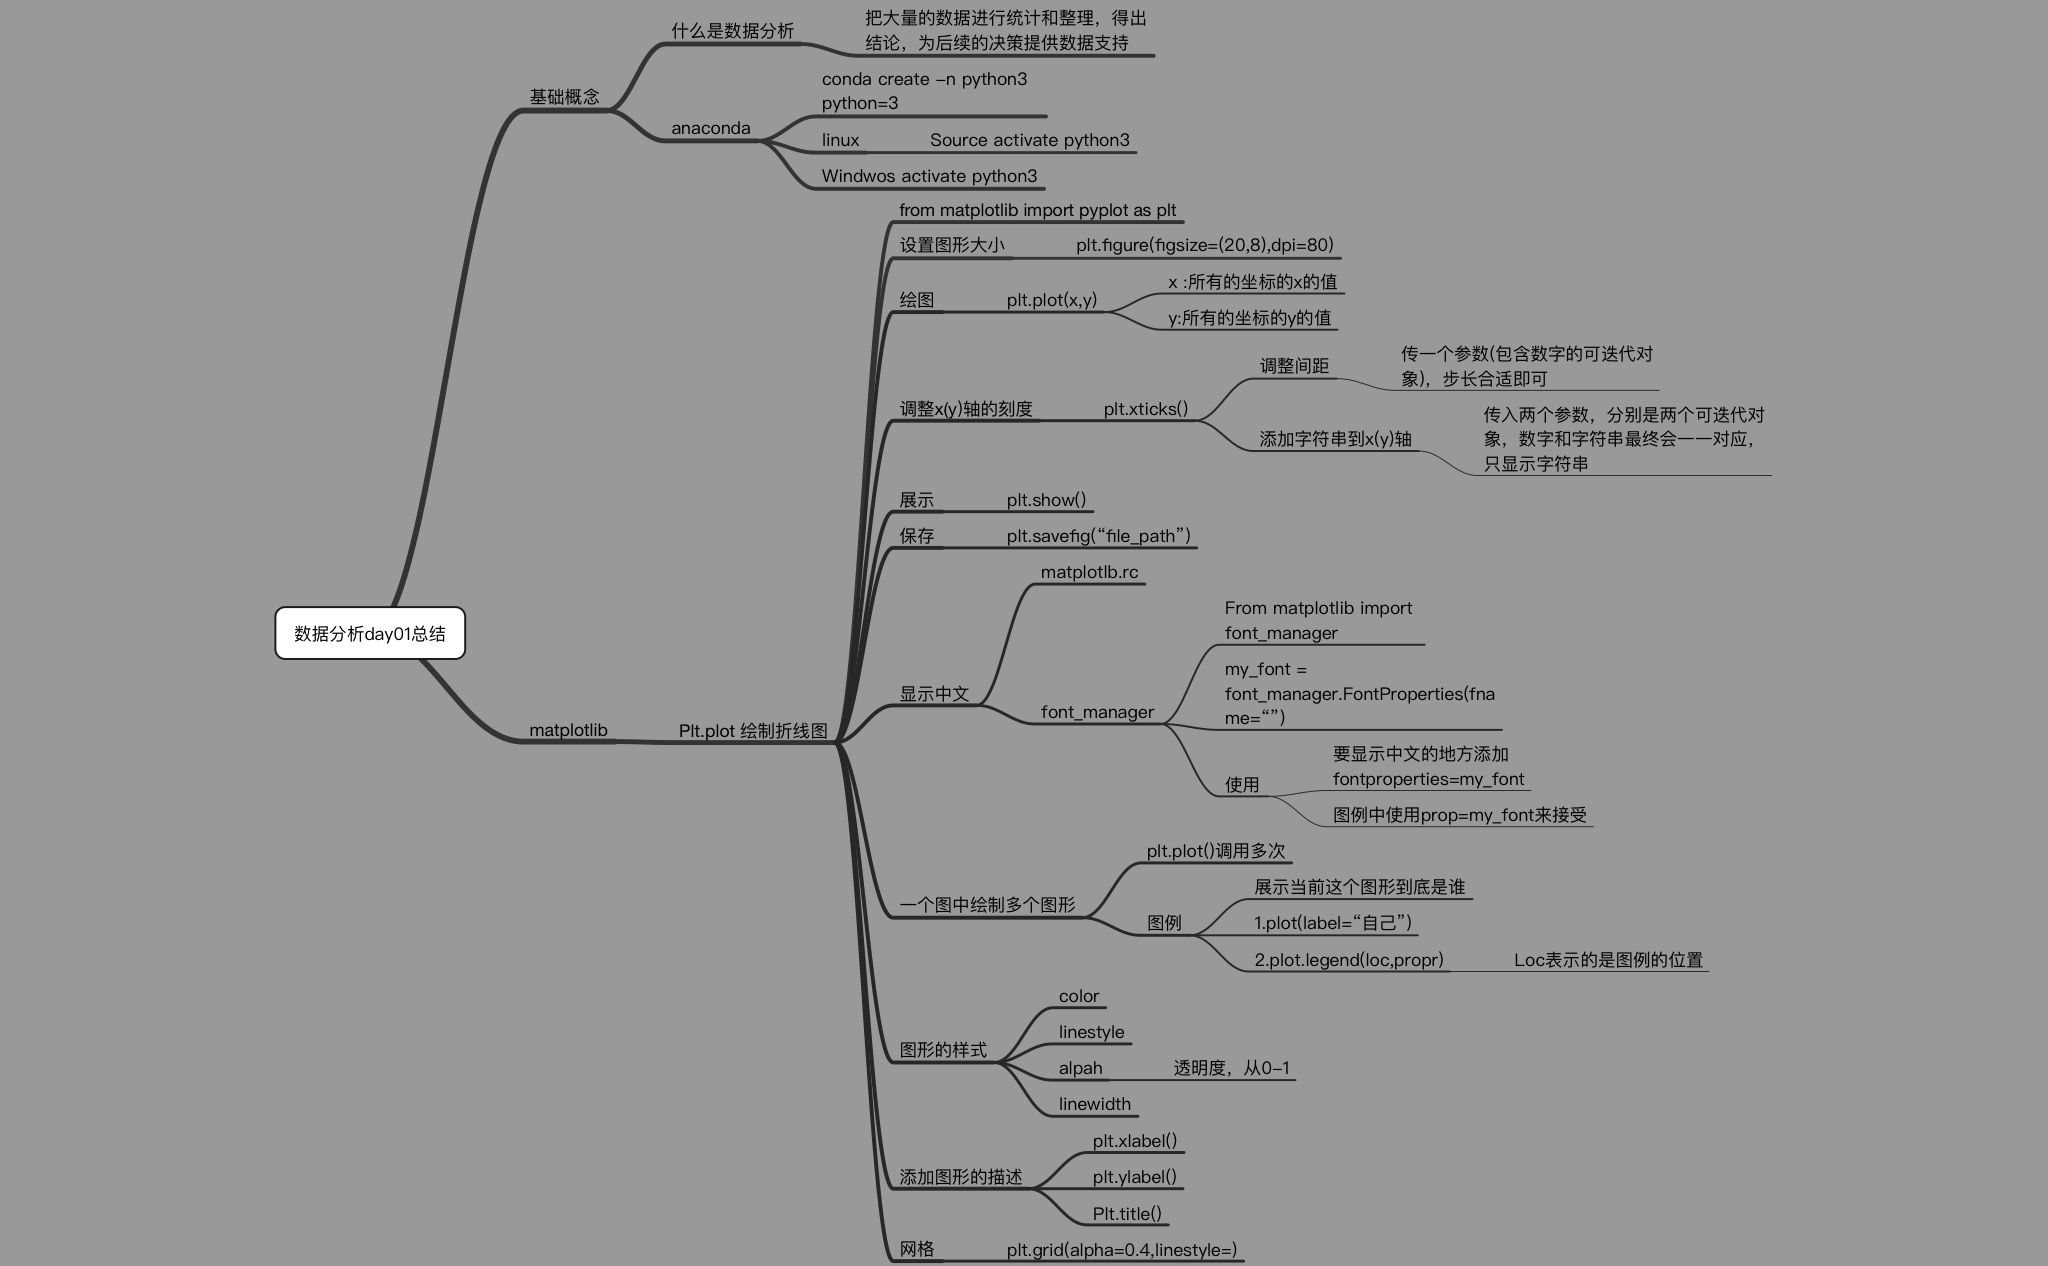 什么是数据分析
把大量的数据进行统计和整理，得出
结论，为后续的决策提供数据支持
基础概念
anaconda
conda create -n python3
python=3
linux
Source activate python3
Windwos activate python3
数据分析day01总结
matplotlib
Plt.plot 绘制折线图
from matplotlib import pyplot as plt
设置图形大小
plt.figure(figsize=(20,8),dpi=80)
绘图
plt.plot(x,y)
x :所有的坐标的x的值
y:所有的坐标的y的值
调整x(y)轴的刻度
plt.xticks()
调整间距
传一个参数(包含数字的可迭代对
象)，步长合适即可
添加字符串到x(y)轴
传入两个参数，分别是两个可迭代对
象，数字和字符串最终会一一对应，
只显示字符串
展示
plt.show()
保存
plt.savefig(“file_path”)
显示中文
matplotlb.rc
font_manager
From matplotlib import
font_manager
my_font =
font_manager.FontProperties(fna
me=“”)
使用
要显示中文的地方添加
fontproperties=my_font
图例中使用prop=my_font来接受
一个图中绘制多个图形
plt.plot()调用多次
图例
展示当前这个图形到底是谁
1.plot(label=“自己”)
2.plot.legend(loc,propr)
Loc表示的是图例的位置
图形的样式
color
linestyle
alpah
透明度，从0-1
linewidth
添加图形的描述
plt.xlabel()
plt.ylabel()
Plt.title()
网格
plt.grid(alpha=0.4,linestyle=)